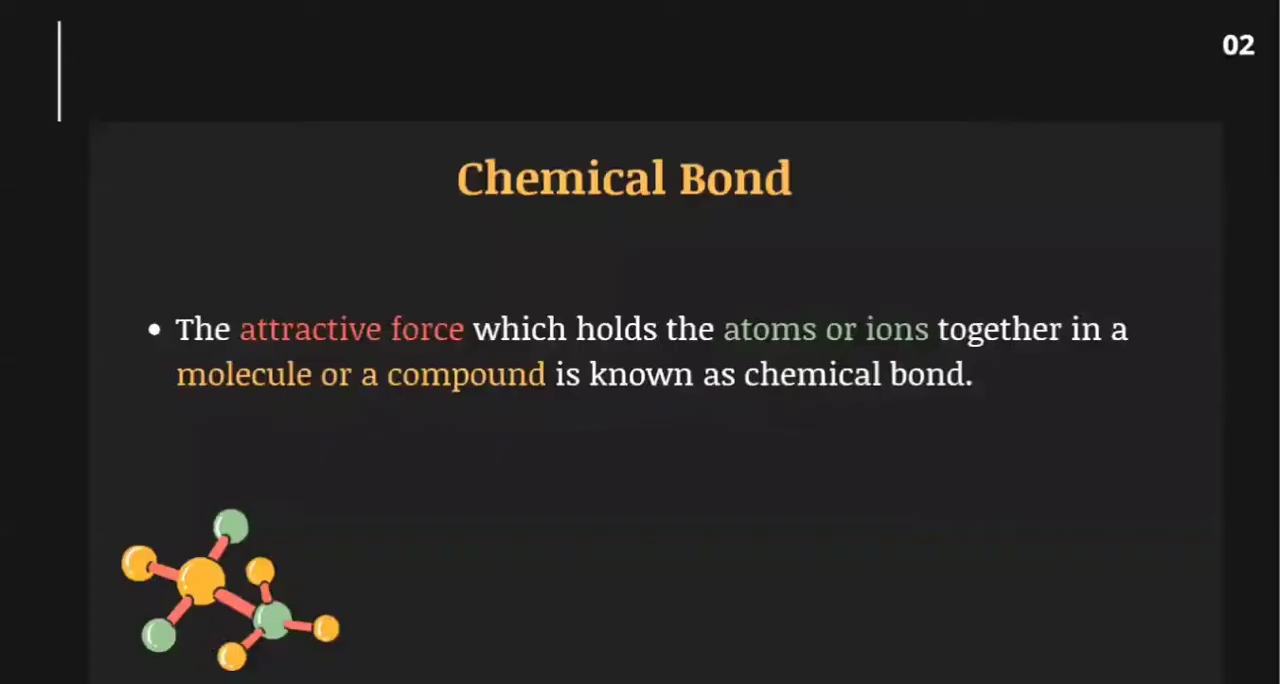 02
Chemical Bond
• The attractive force which holds the atoms or ions together in a
molecule or a compound is known as chemical bond.